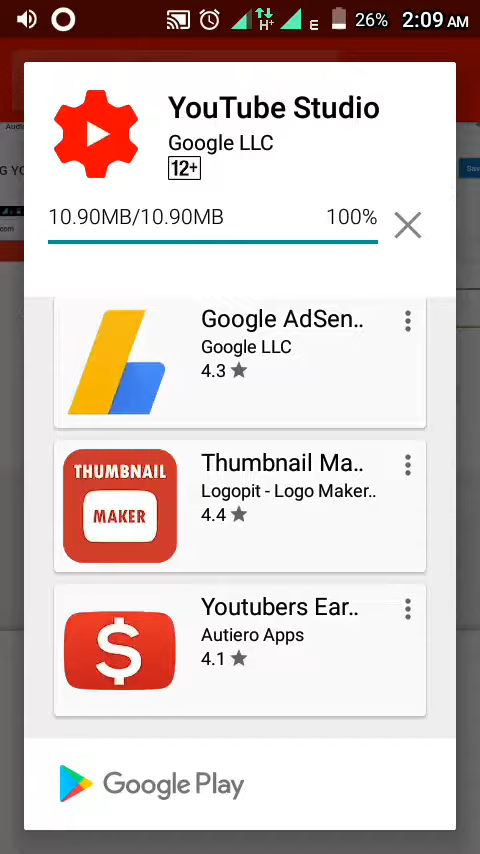 H+ E 26% 2:09 AM
YouTube Studio
Google LLC
12+
10.90MB/10.90MB 100%
Google AdSen..
Google LLC
4.3
THUMBNAIL
MAKER
Thumbnail Ma..
Logopit - Logo Maker..
4.4
$
Youtubers Ear..
Autiero Apps
4.1
Google Play